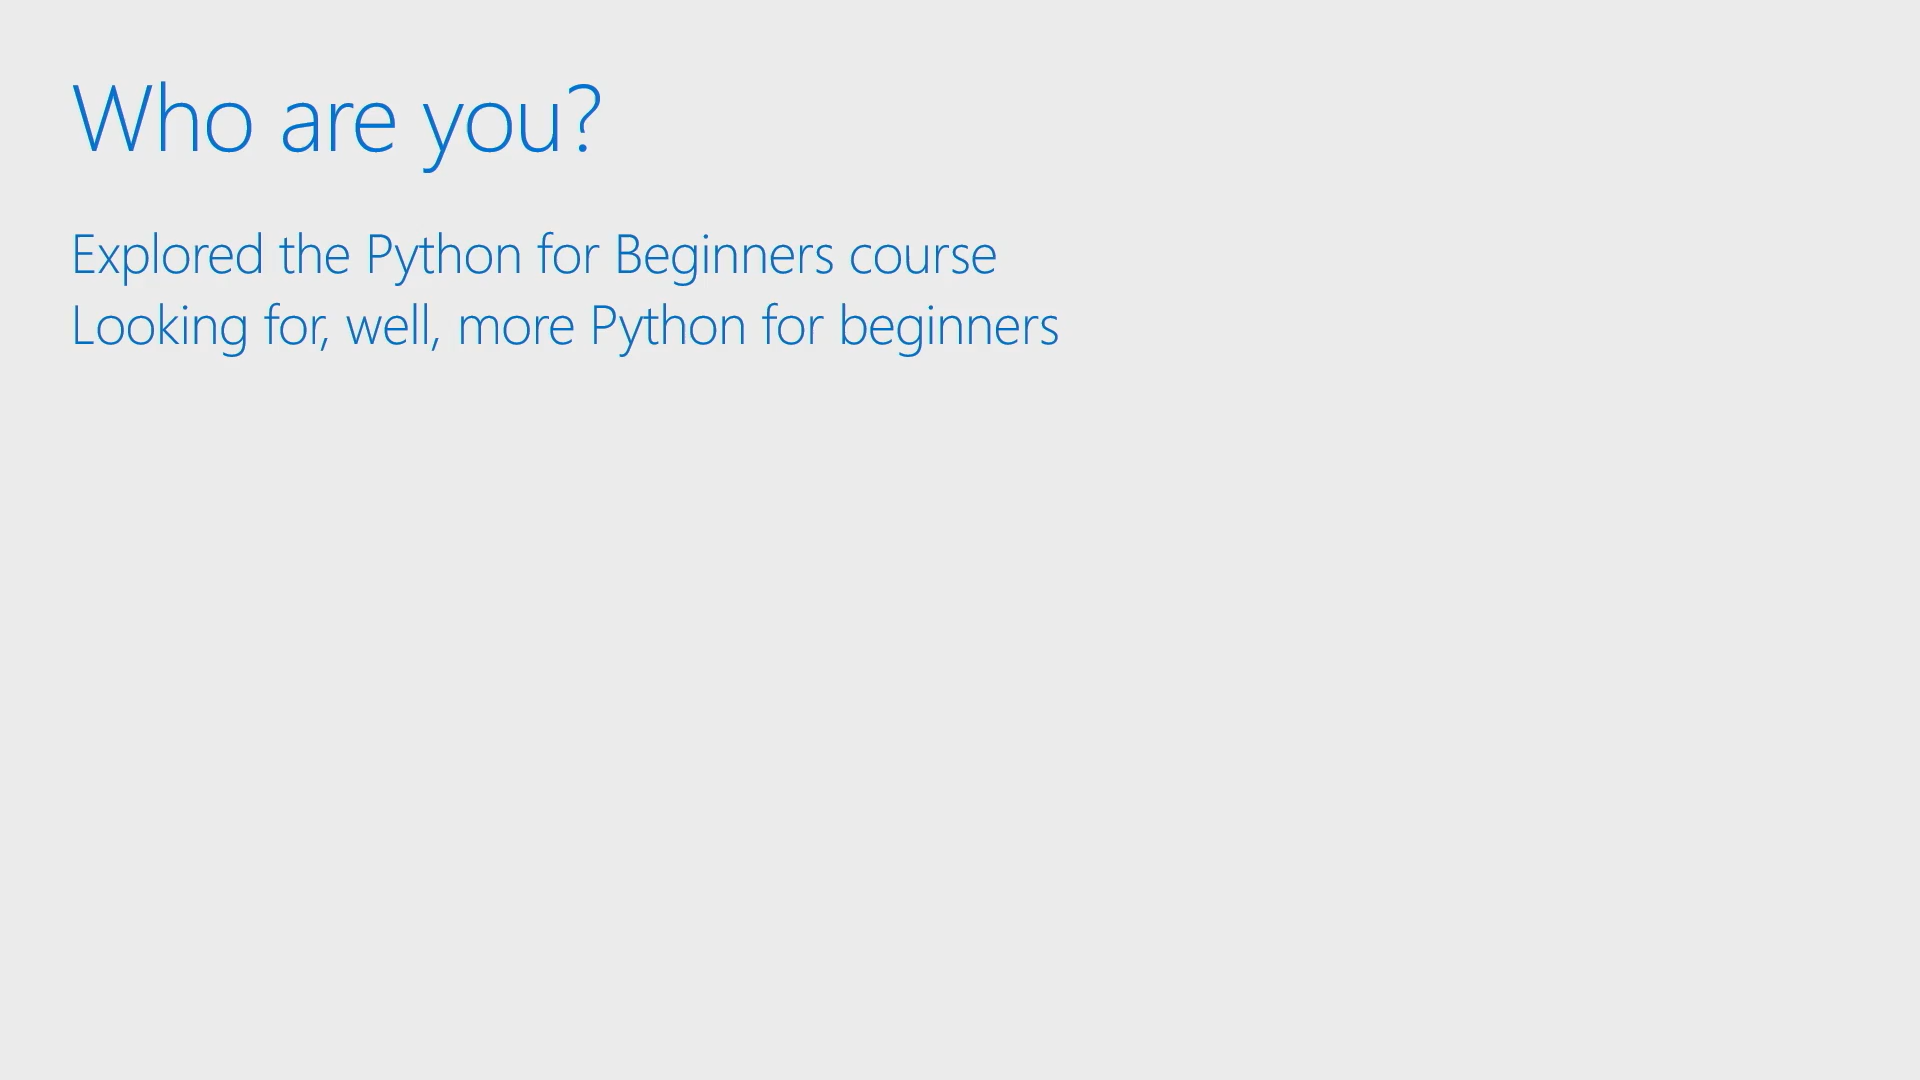 Who are you?
Explored the Python for Beginners course
Looking for, well, more Python for beginners